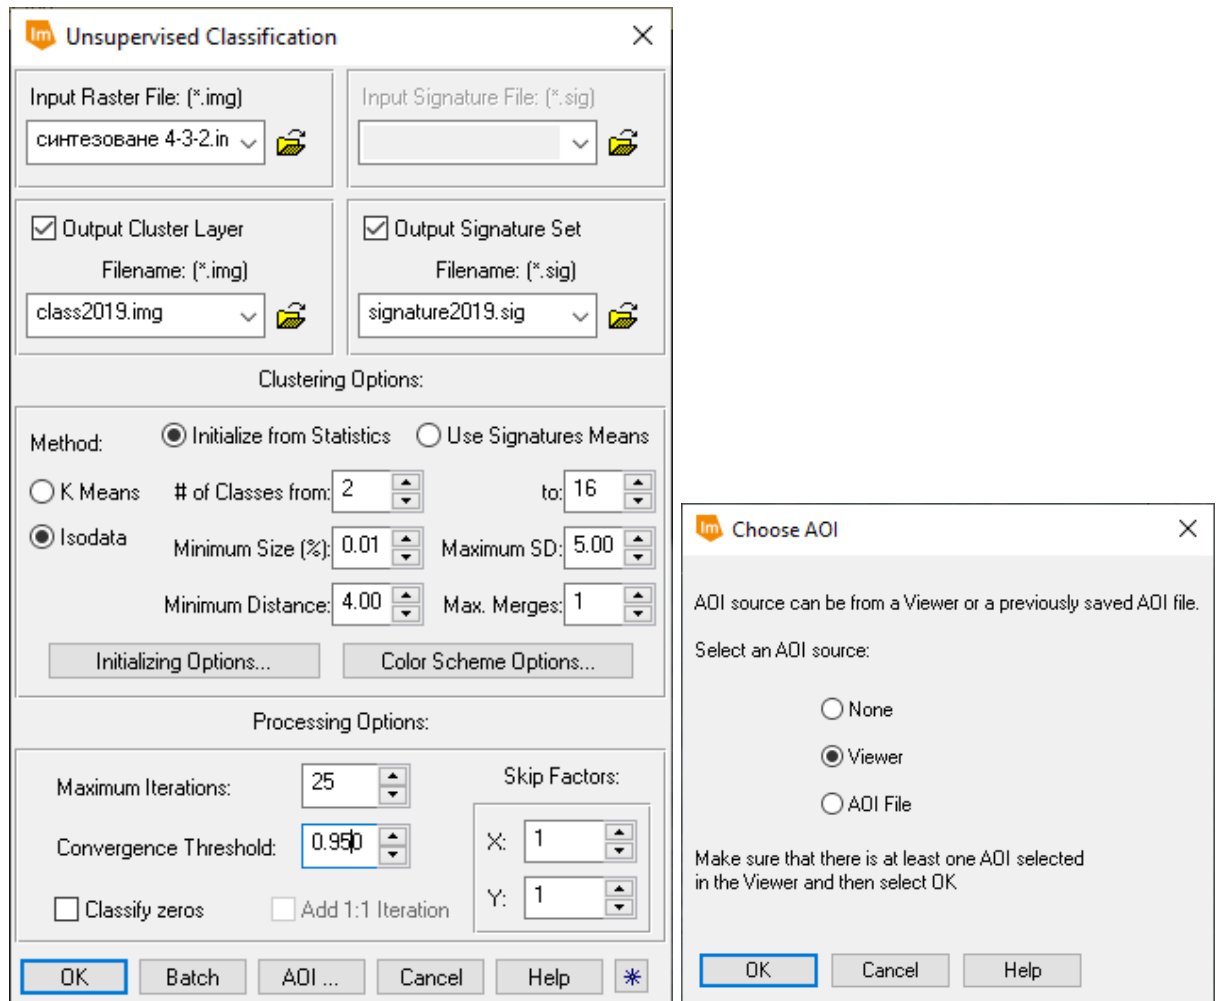 Unsupervised Classification
Input Raster File: (*.img)
Input Signature File: (*.sig)
синтезоване 4-3-2.in
Output Cluster Layer
Output Signature Set
Filename: (*.img)
Filename: (*.sig)
class2019.img
signature2019.sig
Clustering Options:
Method:
Initialize from Statistics
Use Signatures Means
K Means
# of Classes from: 2
to: 16
Isodata
Minimum Size (%): 0.01
Maximum SD: 5.00
Minimum Distance: 4.00
Max. Merges: 1
Initializing Options...
Color Scheme Options...
Processing Options:
Maximum Iterations: 25
Skip Factors:
Convergence Threshold: 0.950
X: 1
Y: 1
Classify zeros
Add 1:1 Iteration
OK
Batch
AOI ...
Cancel
Help
Choose AOI
AOI source can be from a Viewer or a previously saved AOI file.
Select an AOI source:
None
Viewer
AOI File
Make sure that there is at least one AOI selected
in the Viewer and then select OK
OK
Cancel
Help